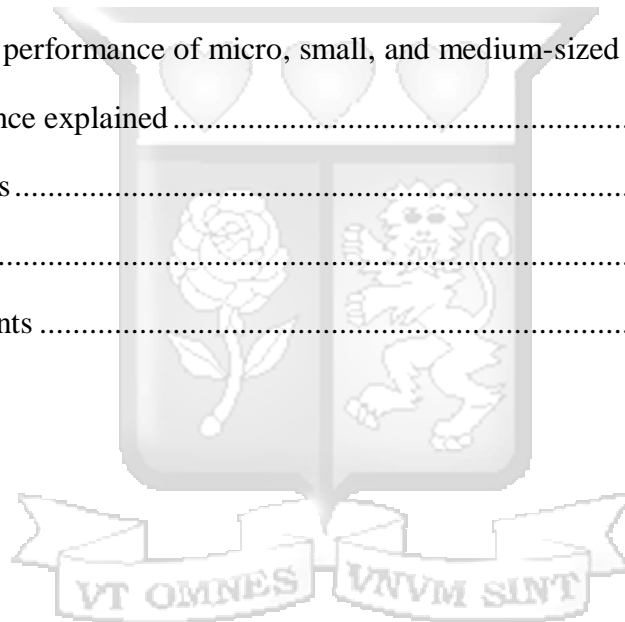 performance of micro, small, and medium-sized
nce explained ................................................................
s ................................................................
................................................................
nts ................................................................
VT OMNES VNVM SINT